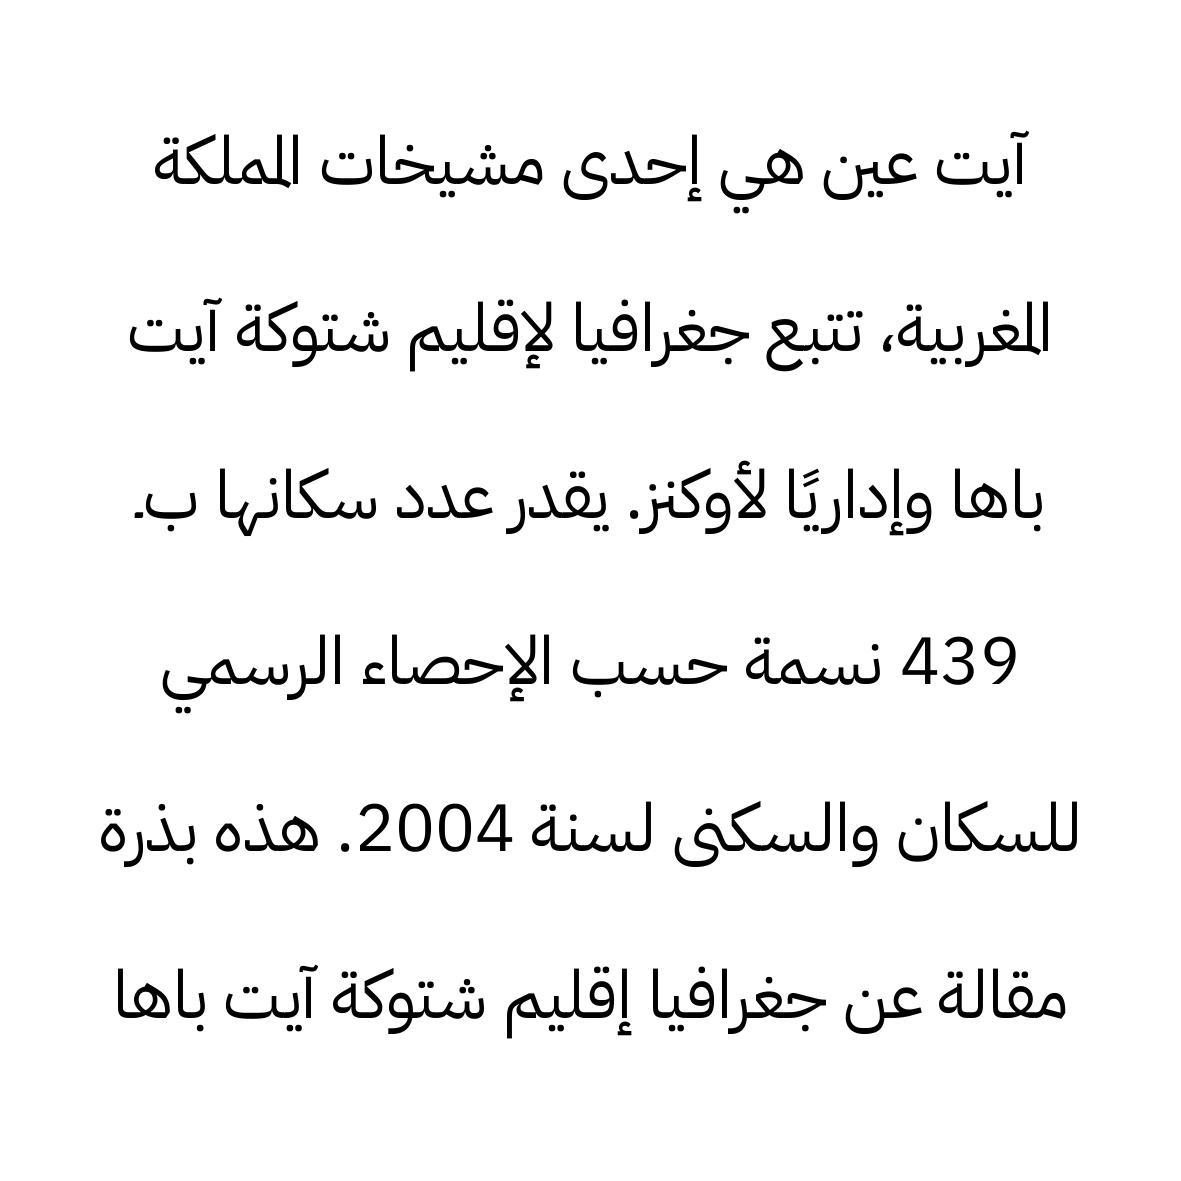 آيت عين هي إحدى مشيخات المملكة
المغربية، تتبع جغرافيا لإقليم شتوكة آيت
باها وإداريًا لأوكنز. يقدر عدد سكانها بـ
439 نسمة حسب الإحصاء الرسمي
للسكان والسكنى لسنة 2004. هذه بذرة
مقالة عن جغرافيا إقليم شتوكة آيت باها